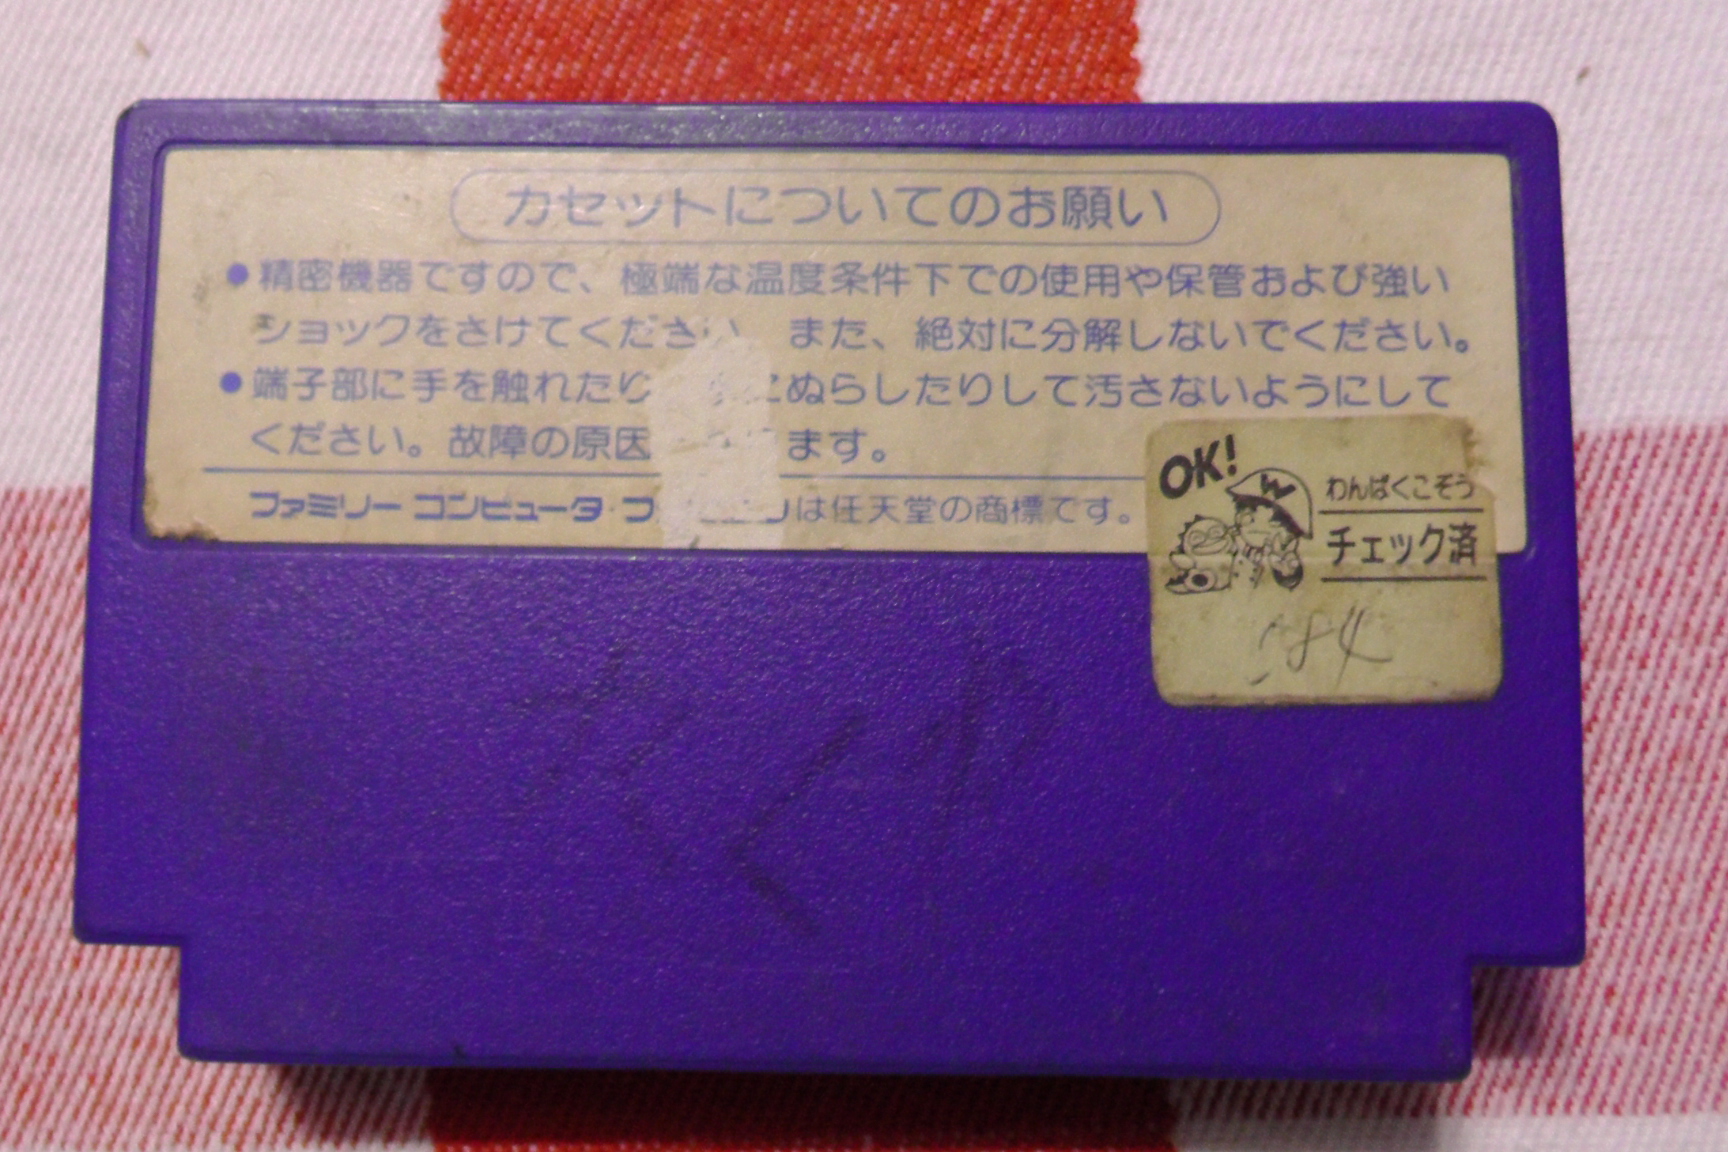 カセットについてのお願い
●精密機器ですので、極端な温度条件下での使用や保管および強い
ショックをさけてください また、絶対に分解しないでください。
●端子部に手を触れたり ぬらしたりして汚さないようにして
ください。故障の原因 ます。
ファミリー コンピュータ・フ は任天堂の商標です。
OK!
わんぱくこぞう
チェック済